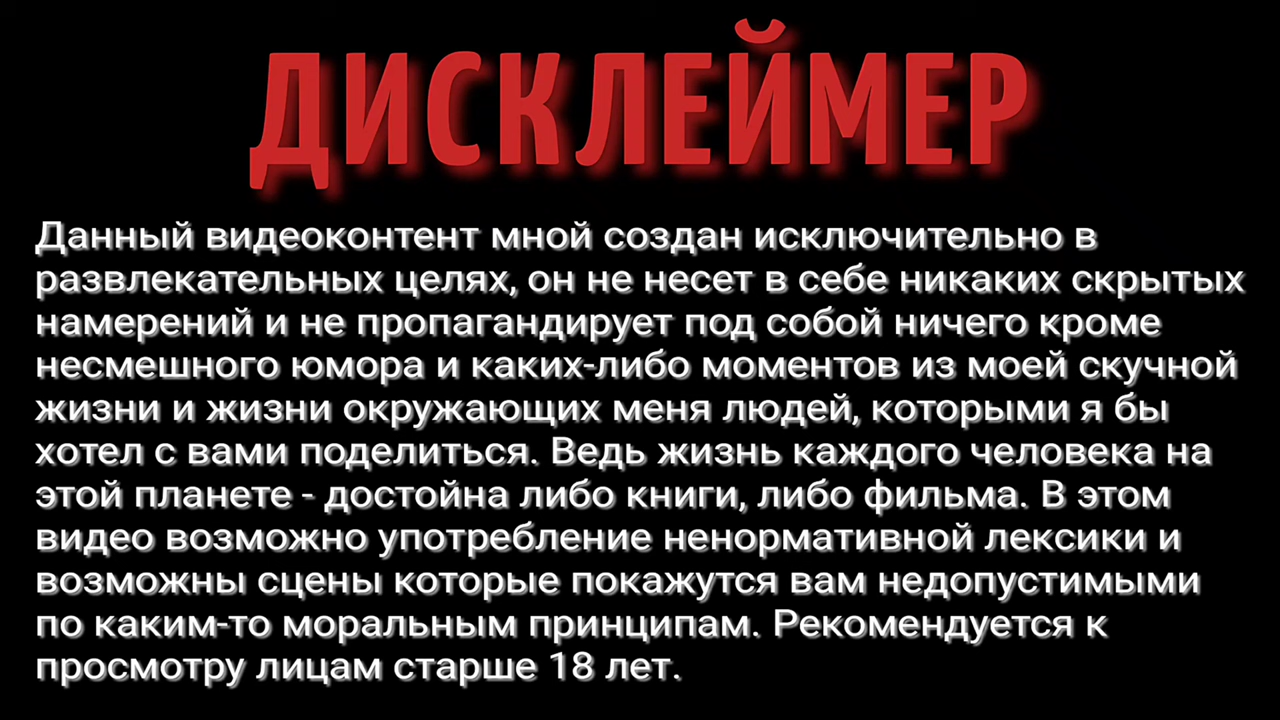 ДИСКЛЕЙМЕР
Данный видеоконтент мной создан исключительно в
развлекательных целях, он не несет в себе никаких скрытых
намерений и не пропагандирует под собой ничего кроме
несмешного юмора и каких-либо моментов из моей скучной
жизни и жизни окружающих меня людей, которыми я бы
хотел с вами поделиться. Ведь жизнь каждого человека на
этой планете - достойна либо книги, либо фильма. В этом
видео возможно употребление ненормативной лексики и
возможны сцены которые покажутся вам недопустимыми
по каким-то моральным принципам. Рекомендуется к
просмотру лицам старше 18 лет.